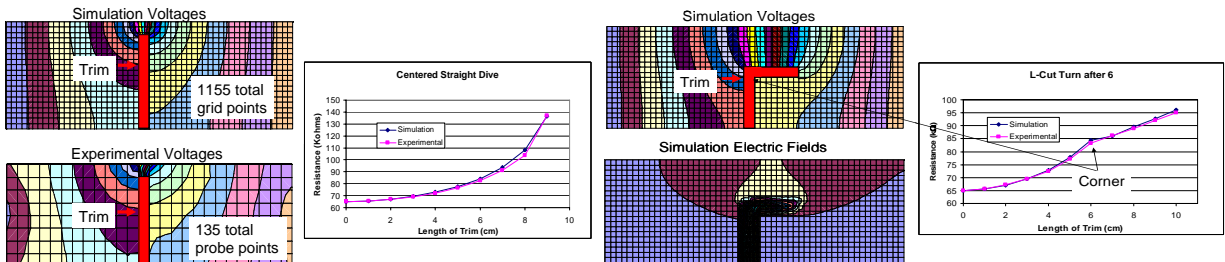 Simulation Voltages
Trim
1155 total
grid points
Experimental Voltages
Trim
135 total
probe points
Centered Straight Dive
Resistance (Kohms)
150
140
130
120
110
100
90
80
70
60
Simulation
Experimental
0
2
4
6
8
10
Length of Trim (cm)
Simulation Voltages
Trim
Simulation Electric Fields
L-Cut Turn after 6
100
95
90
85
80
75
70
65
60
Simulation
Experimental
Corner
0
2
4
6
8
10
Length of Trim (cm)